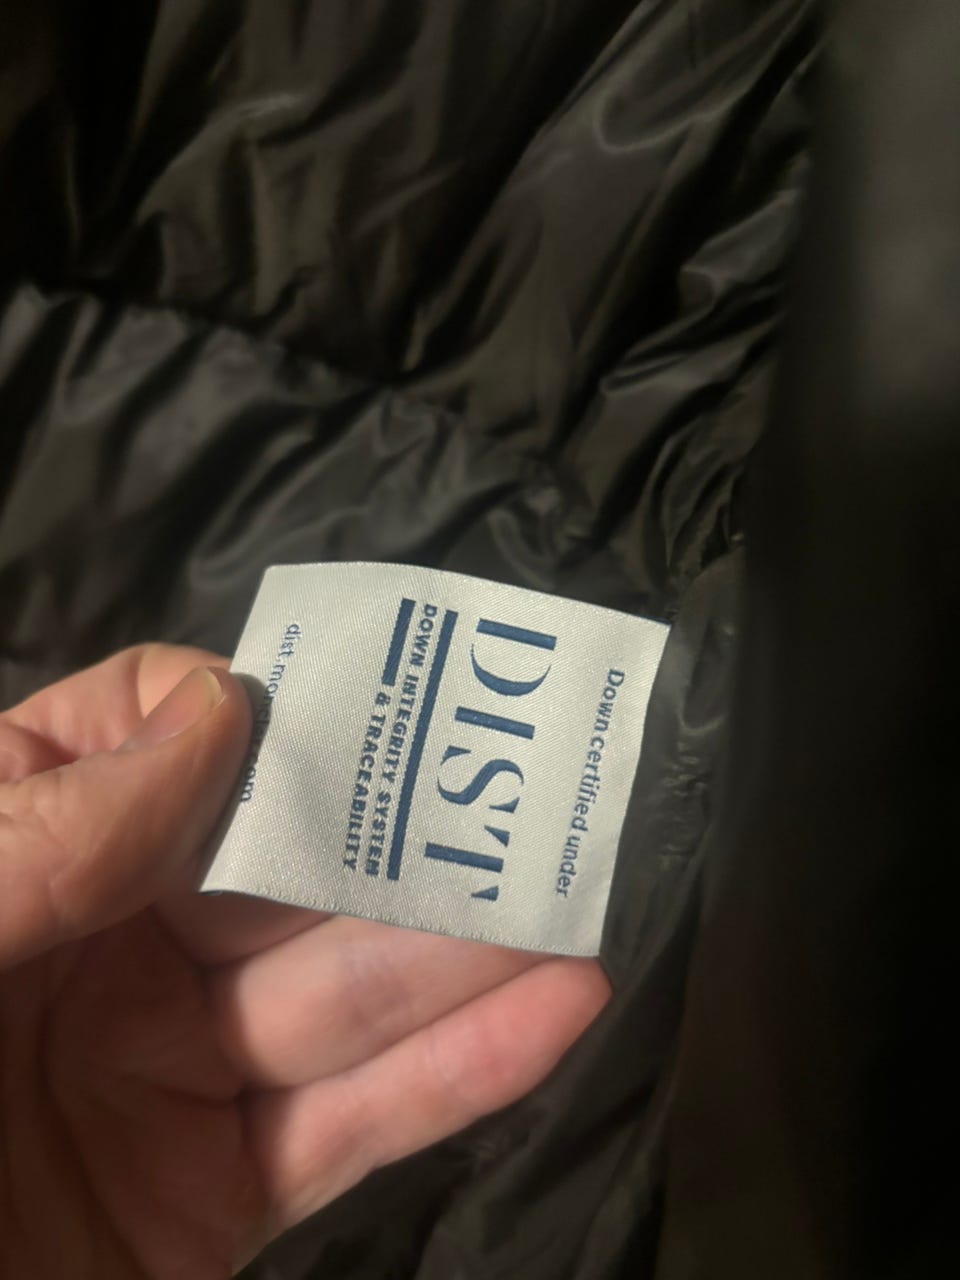 Down certified under
DIST
DOWN INTEGRITY SYSTEM
& TRACEABILITY